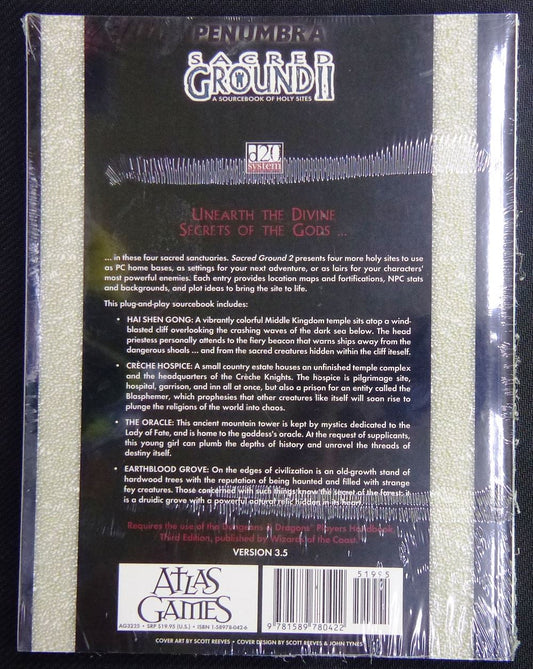 PENUMBRA
SACRED
GROUND II
A SOURCEBOOK OF HOLY SITES
d20
system
UNEARTH THE DIVINE
SECRETS OF THE GODS ...
... in these four sacred sanctuaries. Sacred Ground 2 presents four more holy sites to use
as PC home bases, as settings for your next adventure, or as lairs for your characters'
most powerful enemies. Each entry provides location maps and fortifications, NPC stats
and backgrounds, and plot ideas to bring the site to life.
This plug-and-play sourcebook includes:
• HAI SHEN GONG: A vibrantly colorful Middle Kingdom temple sits atop a wind-
blasted cliff overlooking the crashing waves of the dark sea below. The head
priestess personally attends to the fiery beacon that warns ships away from the
dangerous shoals ... and from the sacred creatures hidden within the cliff iteself.
• CRÈCHE HOSPICE: A small country estate houses an unfinished temple complex
and the headquarters of the Crèche Knights. The hospice is pilgrimage site,
hospital, garrison, and inn all at once, but also a prison for an entity called the
Blasphemer, which prophesies that other creatures like itself will soon rise to
plunge the religions of the world into chaos.
• THE ORACLE: This ancient mountain tower is kept by mystics dedicated to the
Lady of Fate, and is home to the goddess's oracle. At the request of supplicants,
this young girl can plumb the depths of history and unravel the threads of
destiny itself.
• EARTHBLOOD GROVE: On the edges of civilization is an old-growth stand of
hardwood trees with the reputation of being haunted and filled with strange
fey creatures. Those concerned with such things know the secret of the forest: it
is a druidic grove with a powerful natural relic hidden in its heart.
Requires the use of the Dungeons & Dragons® Players Handbook,
Third Edition, published by Wizards of the Coast.
VERSION 3.5
ATLAS
GAMES
51995
9 781589 780422
AG3225 • SRP $19.95 (U.S.) • ISBN 1-58978-042-6
COVER ART BY SCOTT REEVES / COVER DESIGN BY SCOTT REEVES & JOHN TYNES